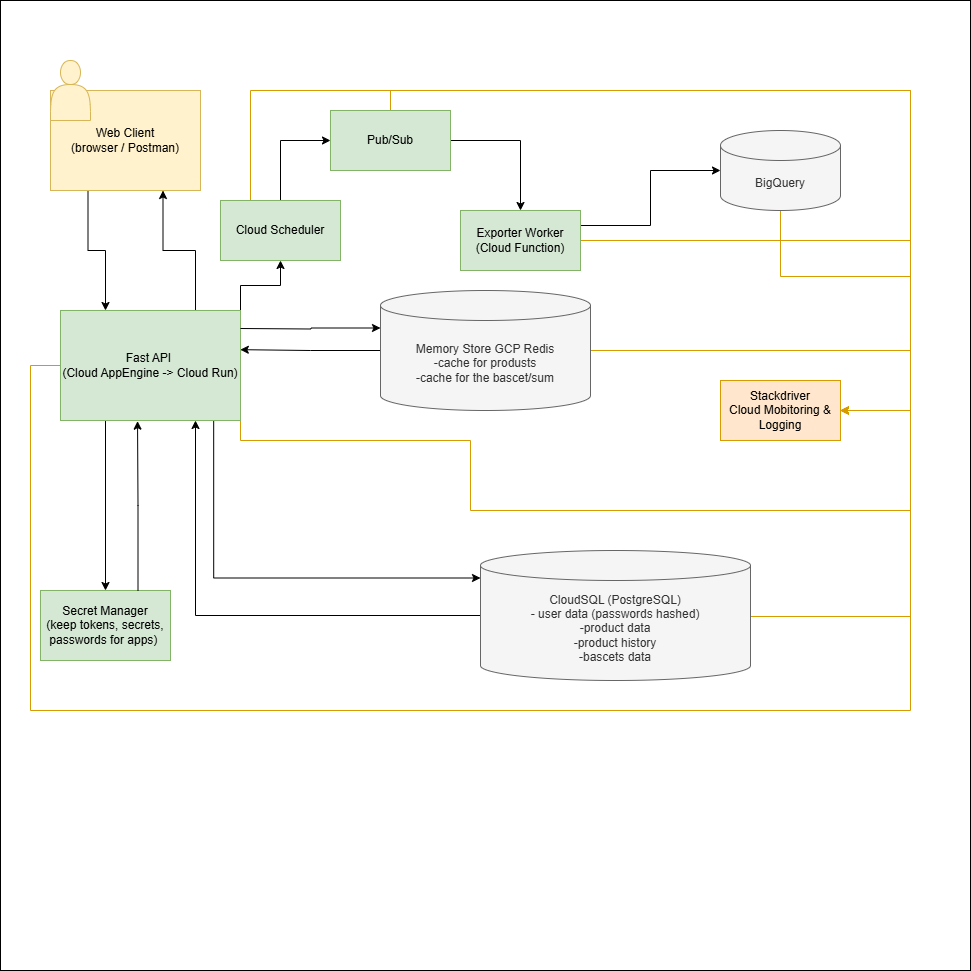 Web Client
(browser / Postman)
Pub/Sub
BigQuery
Cloud Scheduler
Exporter Worker
(Cloud Function)
Fast API
(Cloud AppEngine -> Cloud Run)
Memory Store GCP Redis
-cache for produsts
-cache for the bascet/sum
Stackdriver
Cloud Mobitoring &
Logging
Secret Manager
(keep tokens, secrets,
passwords for apps)
CloudSQL (PostgreSQL)
- user data (passwords hashed)
-product data
-product history
-bascets data